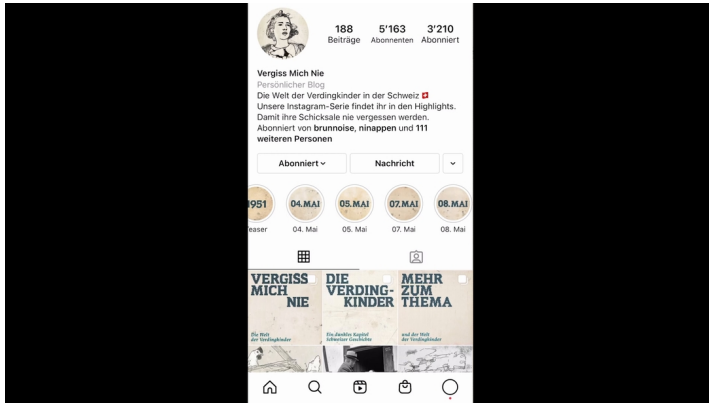 188 5'163 3'210
Beiträge Abonnenten Abonniert
Vergiss Mich Nie
Persönlicher Blog
Die Welt der Verdingkinder in der Schweiz
Unsere Instagram-Serie findet ihr in den Highlights.
Damit ihre Schicksale nie vergessen werden.
Abonniert von brunnoise, ninappen und 111
weiteren Personen
Abonniert Nachricht
1951 04. MAI 05. MAI 07. MAI 08. MAI
easer 04. Mai 05. Mai 07. Mai 08. Mai
VERGISS
MICH
NIE
Die Welt
der Verdingkinder
DIE
VERDING-
KINDER
Ein dunkles Kapitel
Schweizer Geschichte
MEHR
ZUM
THEMA
und der Welt
der Verdingkinder